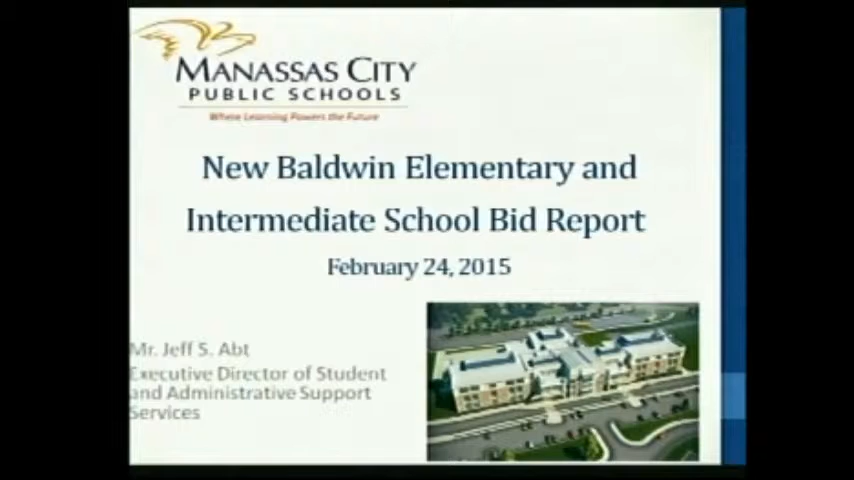 MANASSAS CITY
PUBLIC SCHOOLS
Where Learning Powers the Future
New Baldwin Elementary and
Intermediate School Bid Report
February 24, 2015
Mr. Jeff S. Abt
Executive Director of Student
and Administrative Support
Services